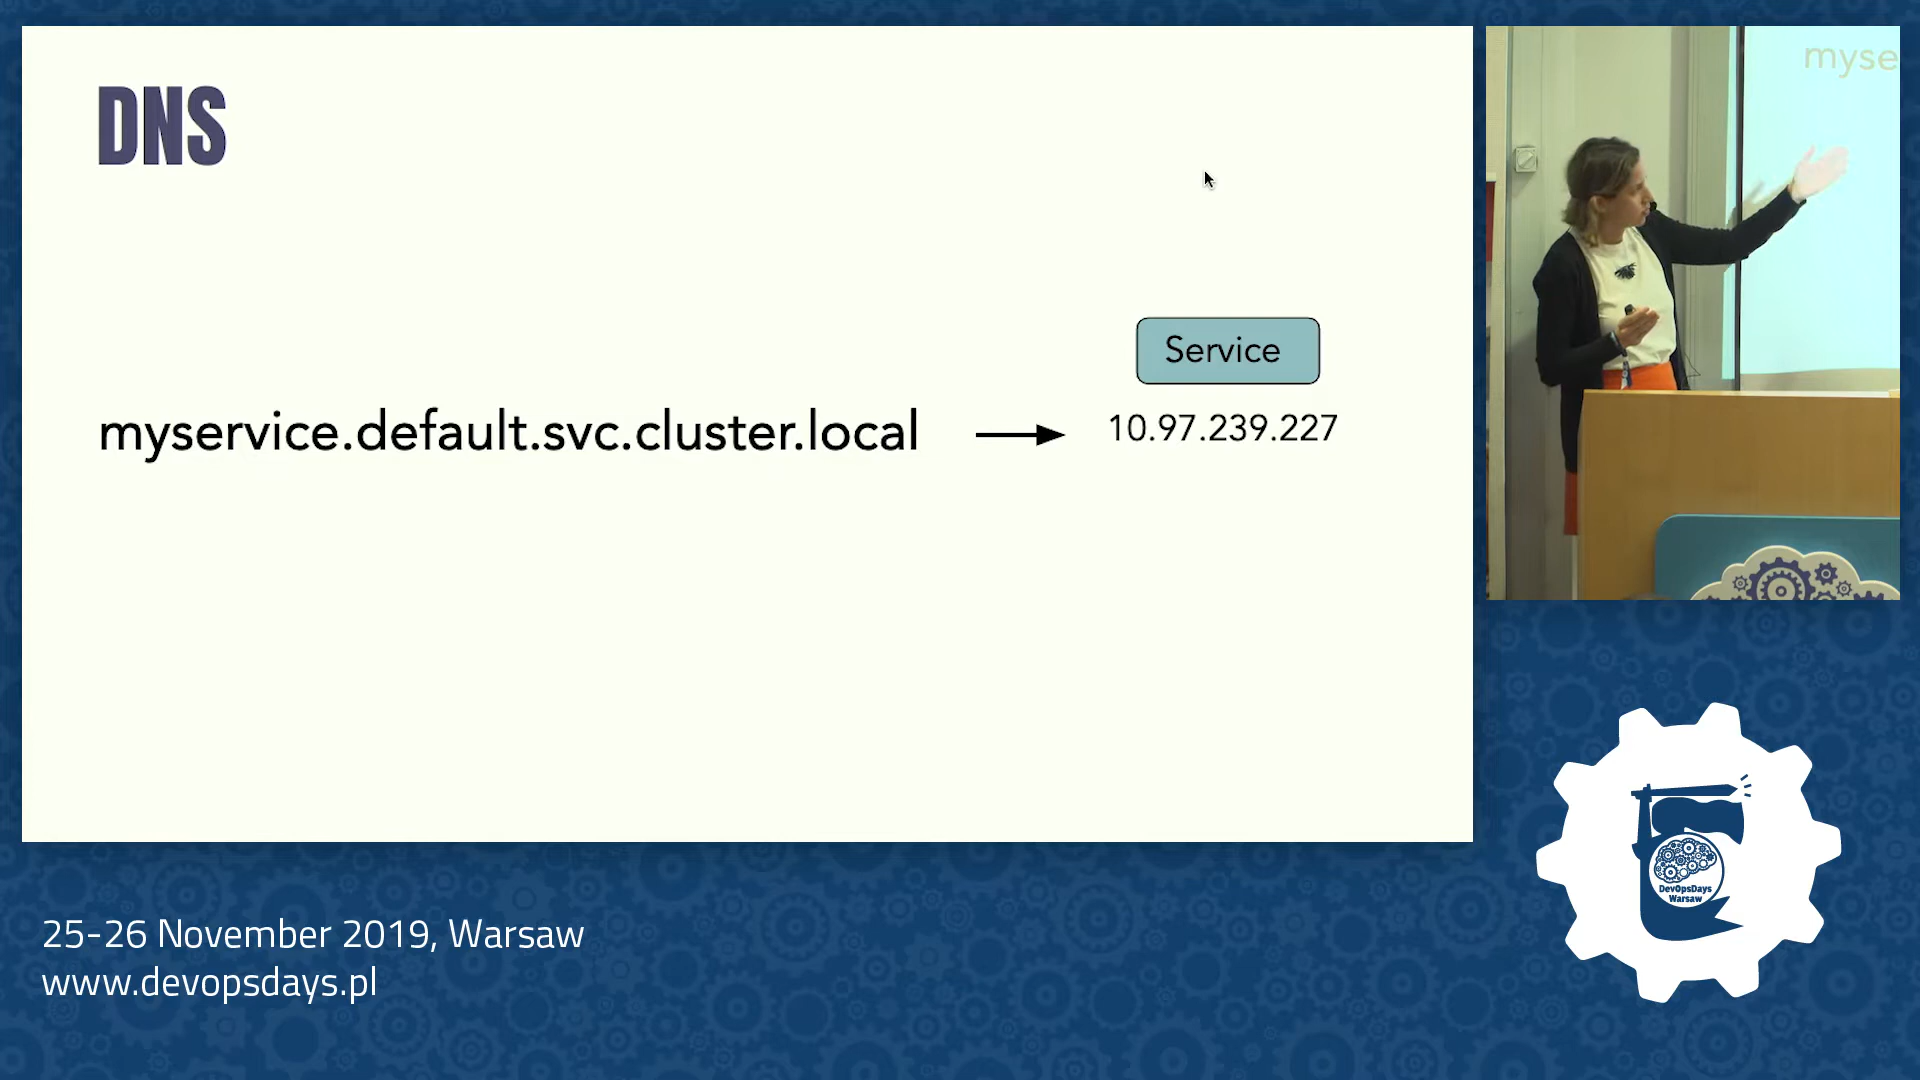 DNS
myse
Service
myservice.default.svc.cluster.local
10.97.239.227
DevOpsDays
Warsaw
25-26 November 2019, Warsaw
www.devopsdays.pl